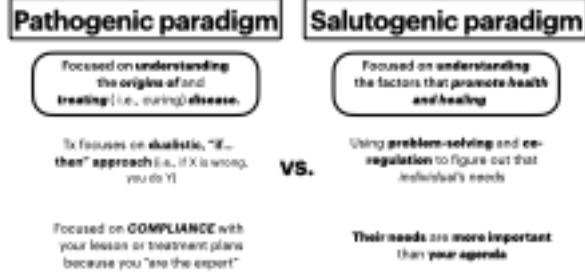 Pathogenic paradigm
Focused on understanding
the origins of and
treating (i.e., curing) disease.
Tx focuses on dualistic, "if...
then" approach (i.e., if X is wrong,
you do Y)
Focused on COMPLIANCE with
your lesson or treatment plans
because you "are the expert"
vs.
Salutogenic paradigm
Focused on understanding
the factors that promote health
and healing
Using problem-solving and co-
regulation to figure out that
individual's needs
Their needs are more important
than your agenda